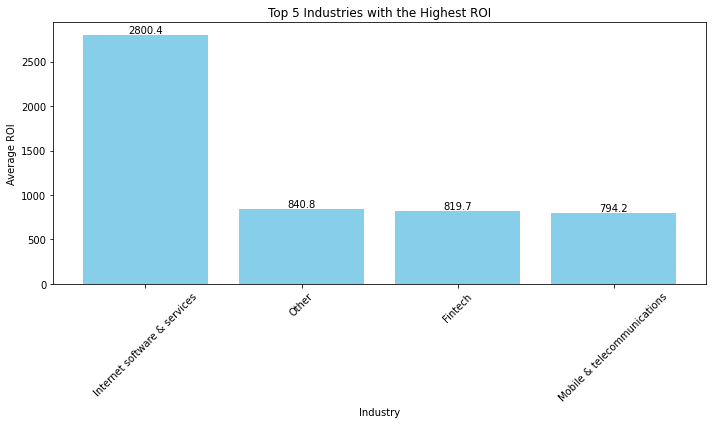 Top 5 Industries with the Highest ROI
2800.4
840.8
819.7
794.2
Average ROI
2500
2000
1500
1000
500
0
Internet software & services
Other
Fintech
Mobile & telecommunications
Industry